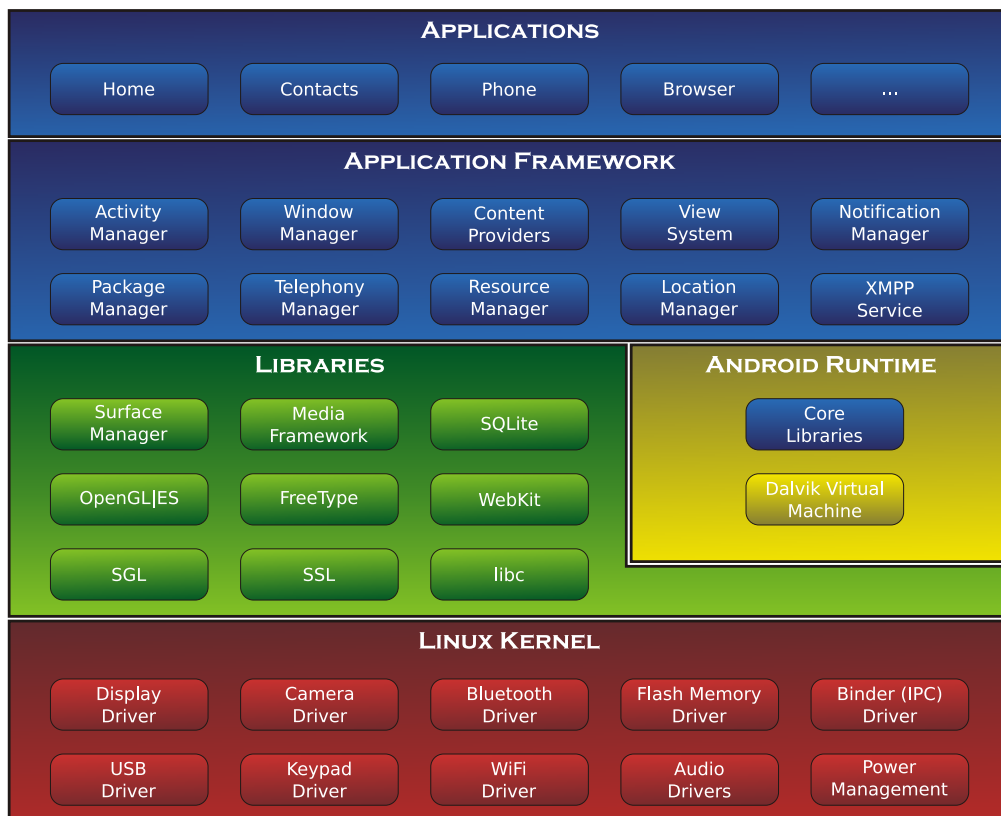 APPLICATIONS
Home
Contacts
Phone
Browser
...
APPLICATION FRAMEWORK
Activity
Manager
Window
Manager
Content
Providers
View
System
Notification
Manager
Package
Manager
Telephony
Manager
Resource
Manager
Location
Manager
XMPP
Service
LIBRARIES
Surface
Manager
Media
Framework
SQLite
OpenGL|ES
FreeType
WebKit
SGL
SSL
libc
ANDROID RUNTIME
Core
Libraries
Dalvik Virtual
Machine
LINUX KERNEL
Display
Driver
Camera
Driver
Bluetooth
Driver
Flash Memory
Driver
Binder (IPC)
Driver
USB
Driver
Keypad
Driver
WiFi
Driver
Audio
Drivers
Power
Management